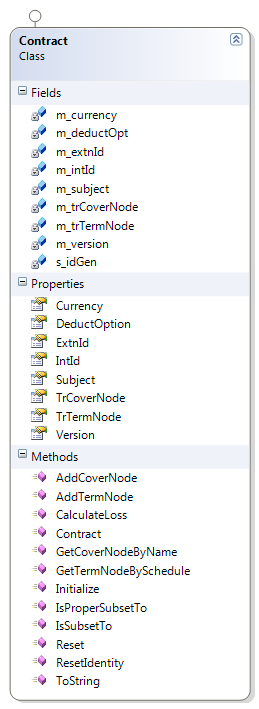 Contract
Class
Fields
m_currency
m_deductOpt
m_extnId
m_intId
m_subject
m_trCoverNode
m_trTermNode
m_version
s_idGen
Properties
Currency
DeductOption
ExtnId
IntId
Subject
TrCoverNode
TrTermNode
Version
Methods
AddCoverNode
AddTermNode
CalculateLoss
Contract
GetCoverNodeByName
GetTermNodeBySchedule
Initialize
IsProperSubsetTo
IsSubsetTo
Reset
ResetIdentity
ToString